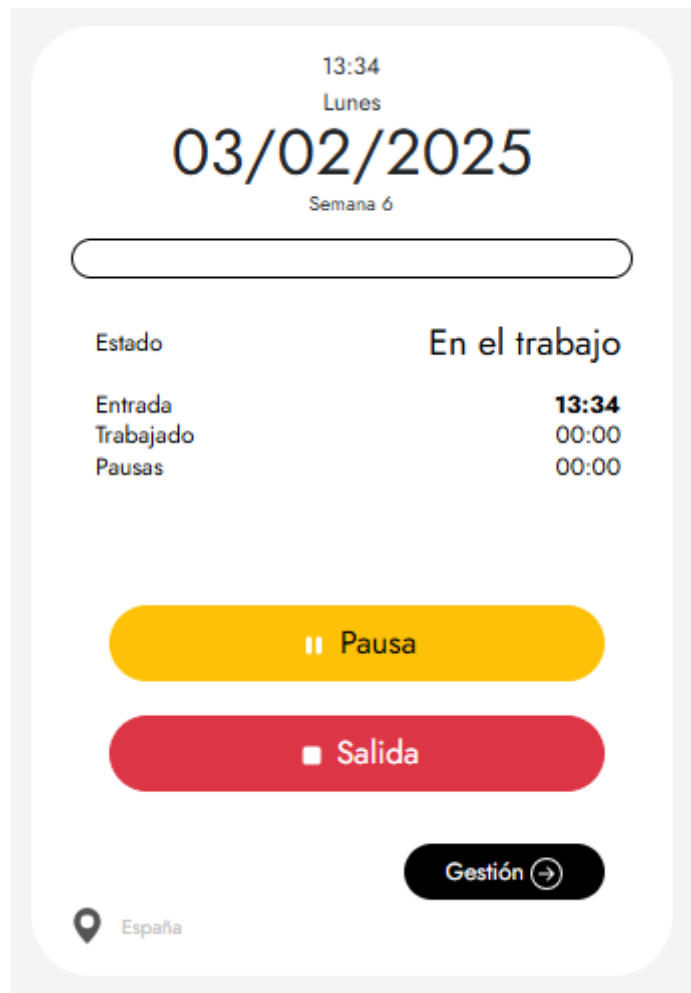 13:34
Lunes
03/02/2025
Semana 6
Estado En el trabajo
Entrada 13:34
Trabajado 00:00
Pausas 00:00
Pausa
Salida
Gestión
España